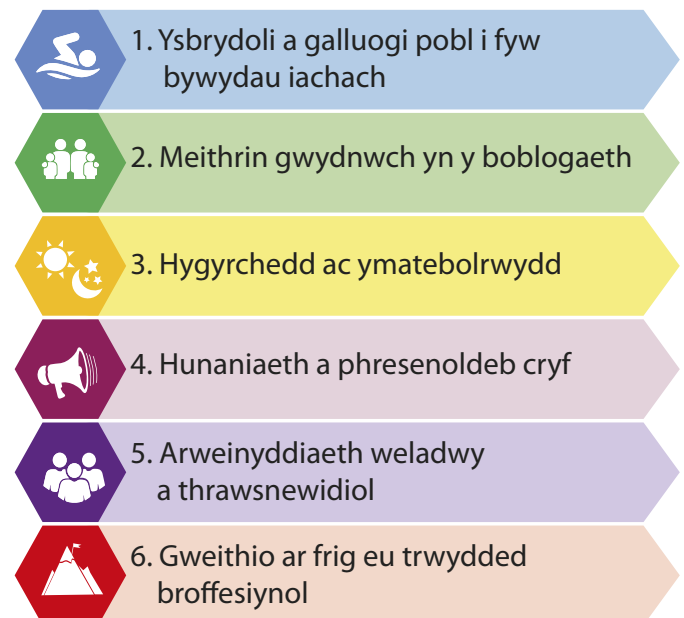 1. Ysbrydoli a galluogi pobl i fyw
bywydau iachach
2. Meithrin gwydnwch yn y boblogaeth
3. Hygyrchedd ac ymatebolrwydd
4. Hunaniaeth a phresenoldeb cryf
5. Arweinyddiaeth weladwy
a thrawsnewidiol
6. Gweithio ar frig eu trwydded
broffesiynol